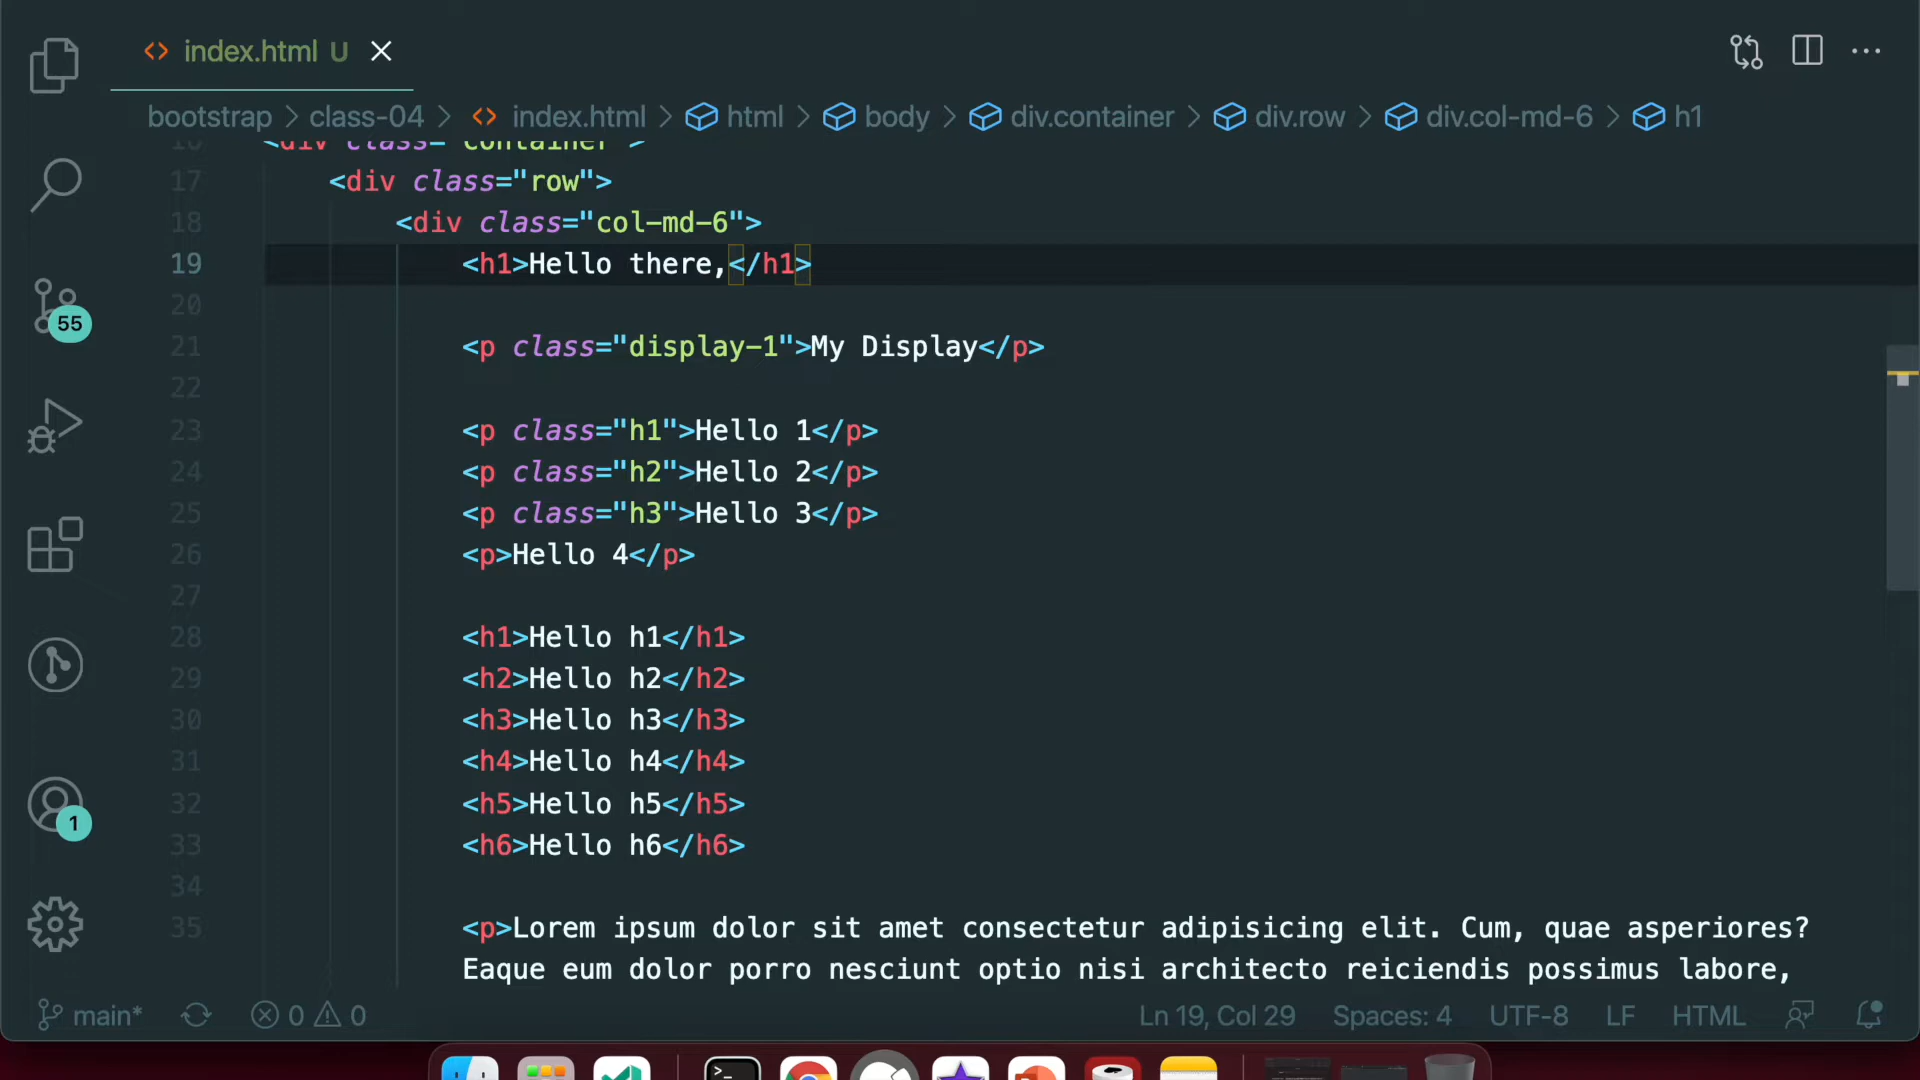 <> index.html U ×
bootstrap > class-04 > <> index.html > html > body > div.container > div.row > div.col-md-6 > h1
16 <div class="container">
17 <div class="row">
18 <div class="col-md-6">
19 <h1>Hello there,</h1>
20
21 <p class="display-1">My Display</p>
22
23 <p class="h1">Hello 1</p>
24 <p class="h2">Hello 2</p>
25 <p class="h3">Hello 3</p>
26 <p>Hello 4</p>
27
28 <h1>Hello h1</h1>
29 <h2>Hello h2</h2>
30 <h3>Hello h3</h3>
31 <h4>Hello h4</h4>
32 <h5>Hello h5</h5>
33 <h6>Hello h6</h6>
34
35 <p>Lorem ipsum dolor sit amet consectetur adipisicing elit. Cum, quae asperiores?
Eaque eum dolor porro nesciunt optio nisi architecto reiciendis possimus labore,
55
1
main* 0 0 Ln 19, Col 29 Spaces: 4 UTF-8 LF HTML